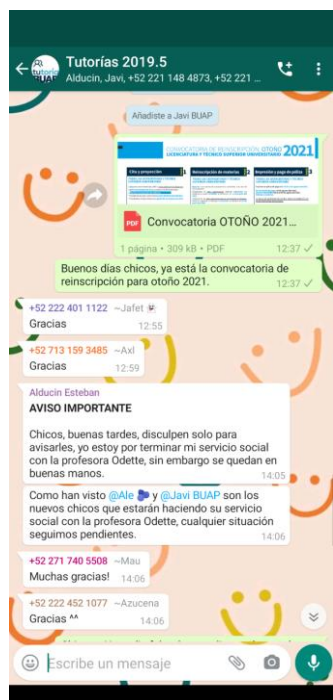 Tutorías 2019.5
Alducin, Javi, +52 221 148 4873, +52 221 ...
tutorías
BUAP
Añadiste a Javi BUAP
CONVOCATORIA DE REINSCRIPCIÓN OTOÑO 2021
LICENCIATURA Y TÉCNICO SUPERIOR UNIVERSITARIO
PDF
Convocatoria OTOÑO 2021...
1 página • 309 kB • PDF
12:37
Buenos días chicos, ya está la convocatoria de
reinscripción para otoño 2021.
12:37
+52 222 401 1122 ~Jafet
Gracias
12:55
+52 713 159 3485 ~Axl
Gracias
12:59
Alducin Esteban
AVISO IMPORTANTE
Chicos, buenas tardes, disculpen solo para
avisarles, yo estoy por terminar mi servicio social
con la profesora Odette, sin embargo se quedan en
buenas manos.
14:05
Como han visto @Ale 🫐 y @Javi BUAP son los
nuevos chicos que estarán haciendo su servicio
social con la profesora Odette, cualquier situación
seguimos pendientes.
14:06
+52 271 740 5508 ~Mau
Muchas gracias! 14:06
+52 222 452 1077 ~Azucena
Gracias ^^
14:06
Escribe un mensaje